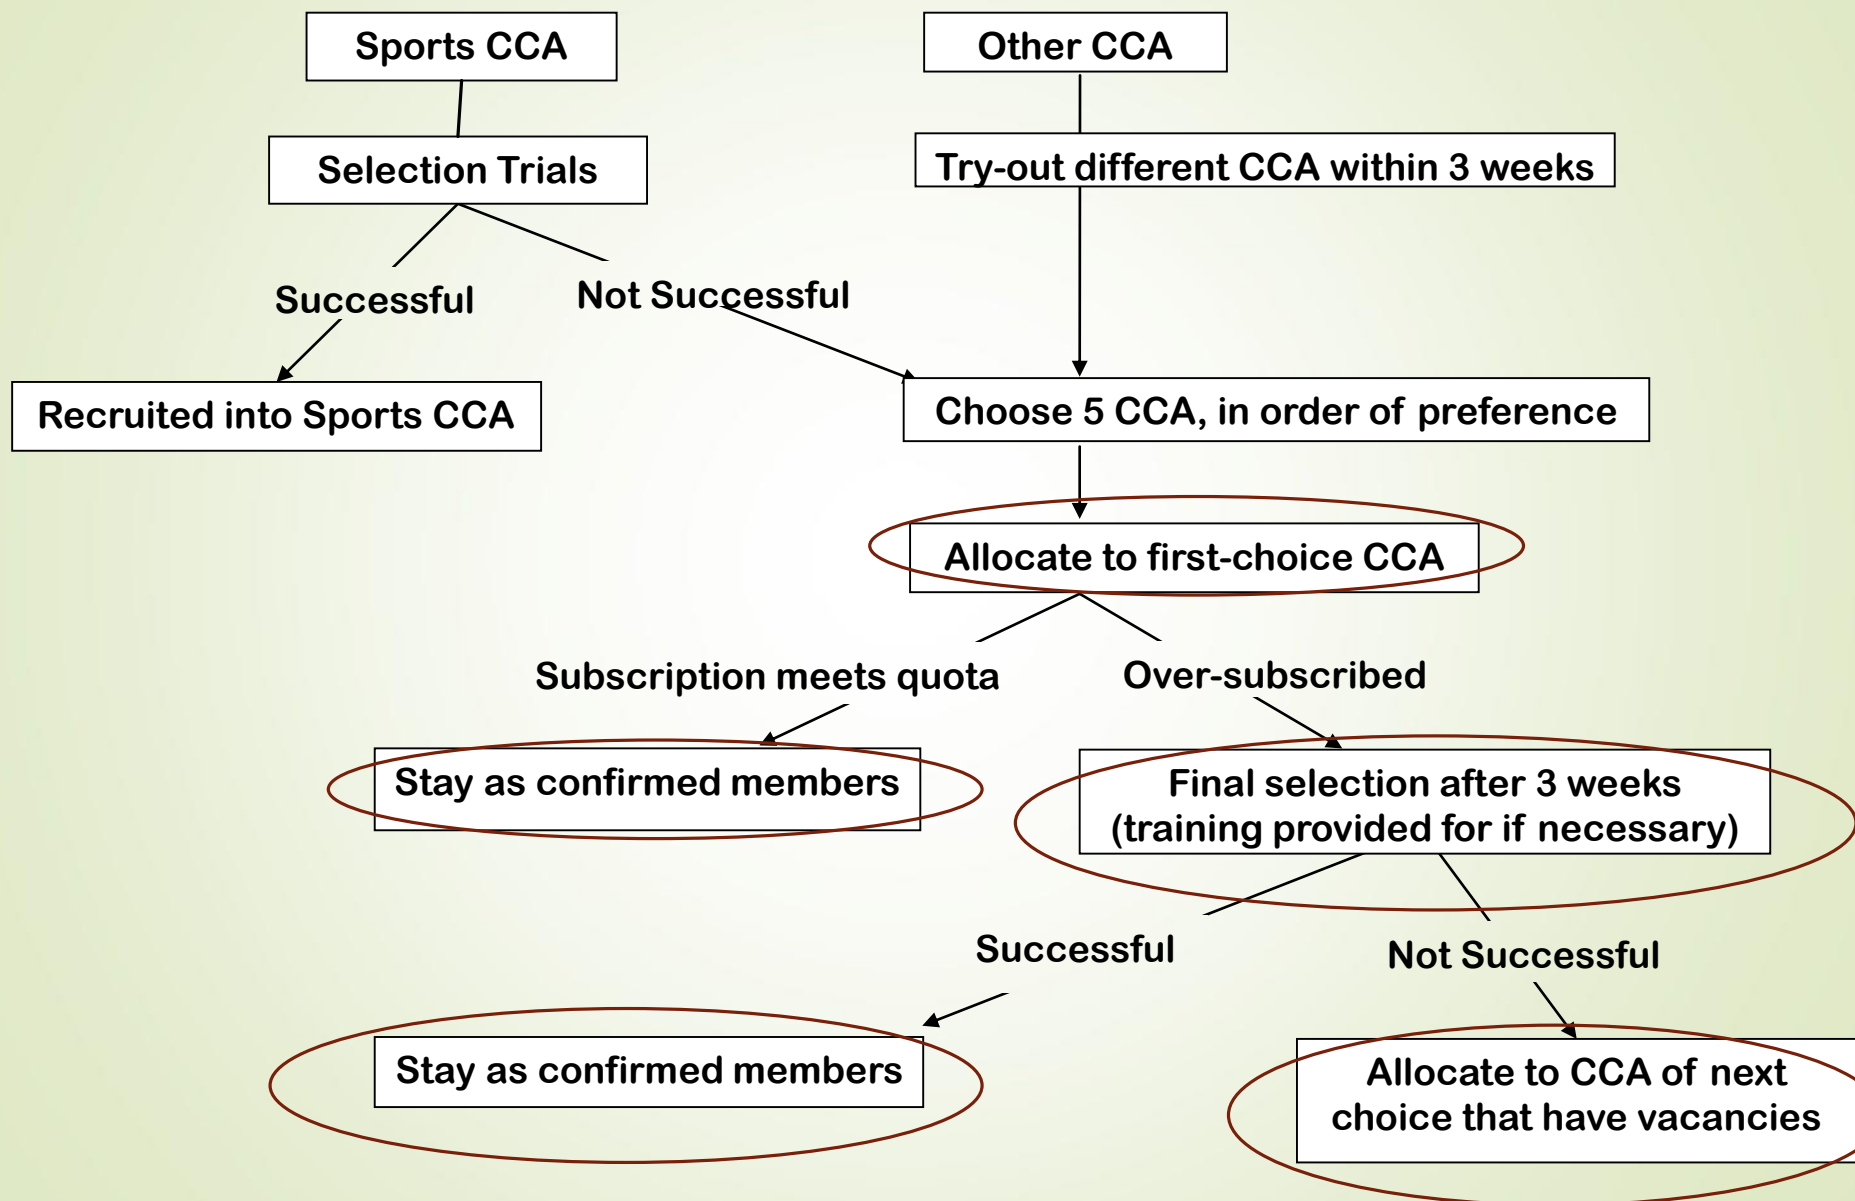 Sports CCA
Other CCA
Selection Trials
Try-out different CCA within 3 weeks
Successful
Not Successful
Recruited into Sports CCA
Choose 5 CCA, in order of preference
Allocate to first-choice CCA
Subscription meets quota
Over-subscribed
Stay as confirmed members
Final selection after 3 weeks
(training provided for if necessary)
Successful
Not Successful
Stay as confirmed members
Allocate to CCA of next
choice that have vacancies